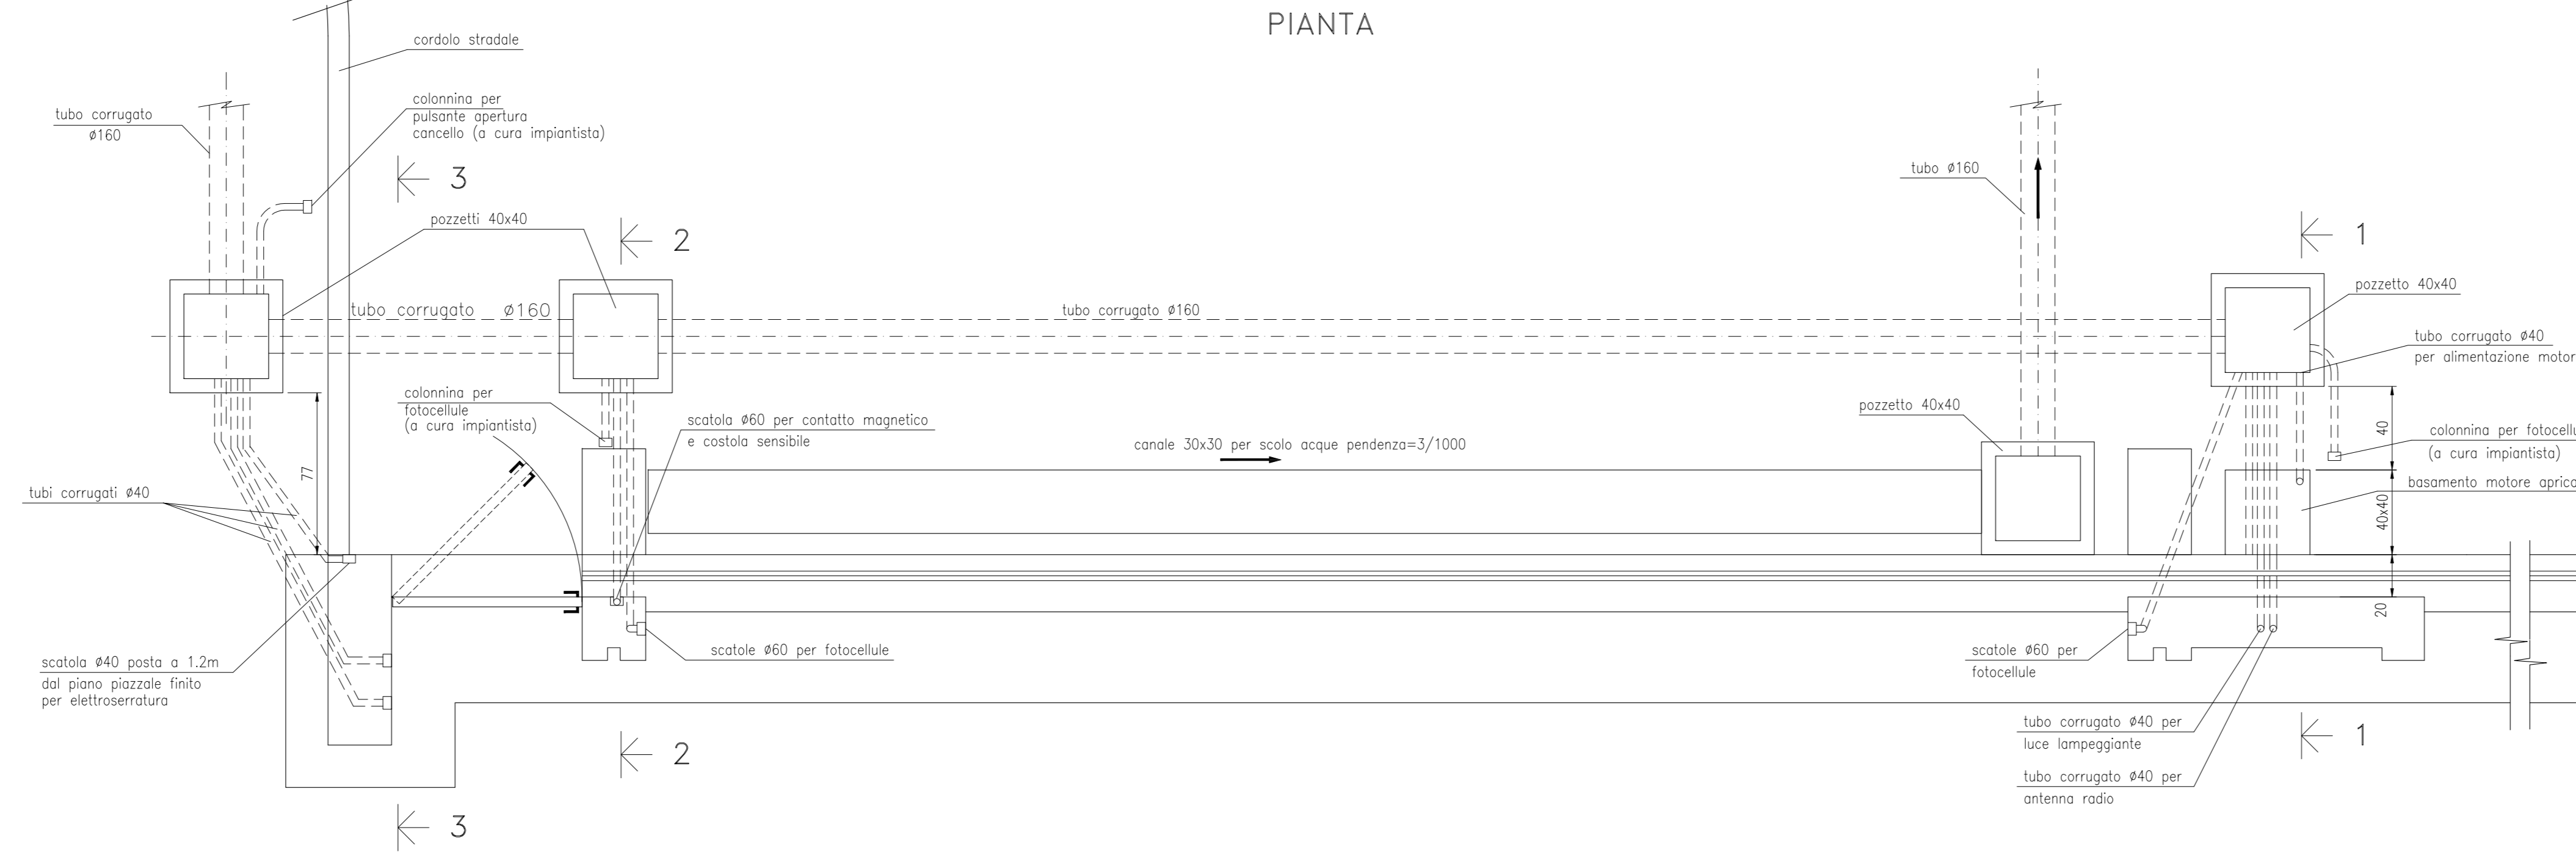 PIANTA
cordolo stradale
colonnina per
pulsante apertura
cancello (a cura impiantista)
tubo corrugato
ø160
3
tubo ø160
pozzetti 40x40
2
1
pozzetto 40x40
tubo corrugato ø160
tubo corrugato ø160
tubo corrugato ø40
per alimentazione motor
colonnina per
fotocellule
(a cura impiantista)
scatola ø60 per contatto magnetico
e costola sensibile
pozzetto 40x40
canale 30x30 per scolo acque pendenza=3/1000
40
colonnina per fotocellu
(a cura impiantista)
77
tubi corrugati ø40
basamento motore aprica
40x40
20
scatola ø40 posta a 1.2m
dal piano piazzale finito
per elettroserratura
scatole ø60 per fotocellule
scatole ø60 per
fotocellule
tubo corrugato ø40 per
luce lampeggiante
2
1
tubo corrugato ø40 per
antenna radio
3